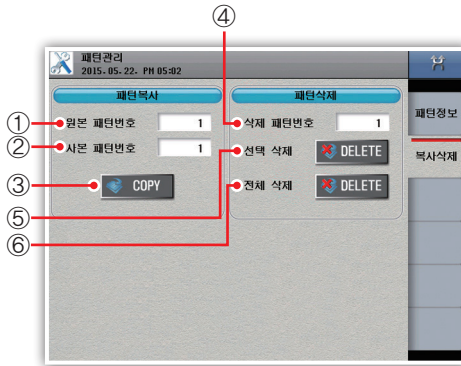 ④
패턴관리
2015. 05. 22. PM 05:02
패턴복사
패턴삭제
패턴정보
① 원본 패턴번호 1
삭제 패턴번호 1
② 사본 패턴번호 1
선택 삭제 DELETE
복사삭제
③ COPY
전체 삭제 DELETE
⑤
⑥